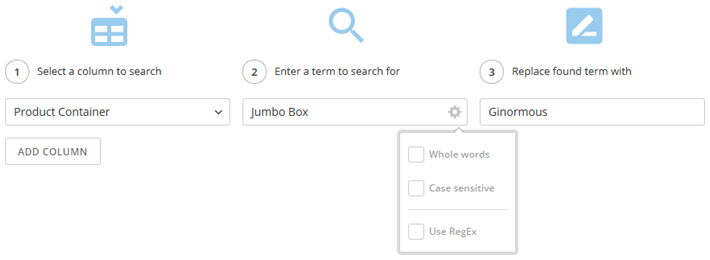 1 Select a column to search
2 Enter a term to search for
3 Replace found term with
Product Container
Jumbo Box
Ginormous
ADD COLUMN
Whole words
Case sensitive
Use RegEx